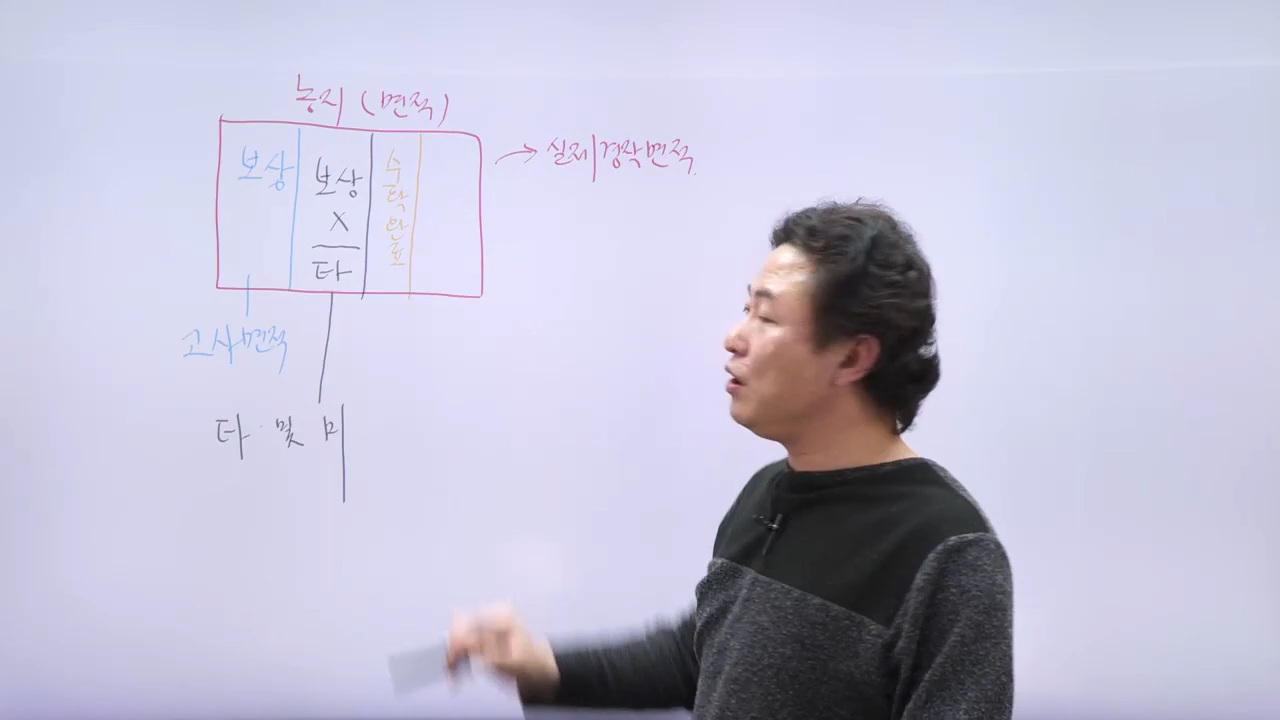 농지 (면적)
실제경작면적
보상
보상
X
타
수확완료
고사면적
타 · 및 미